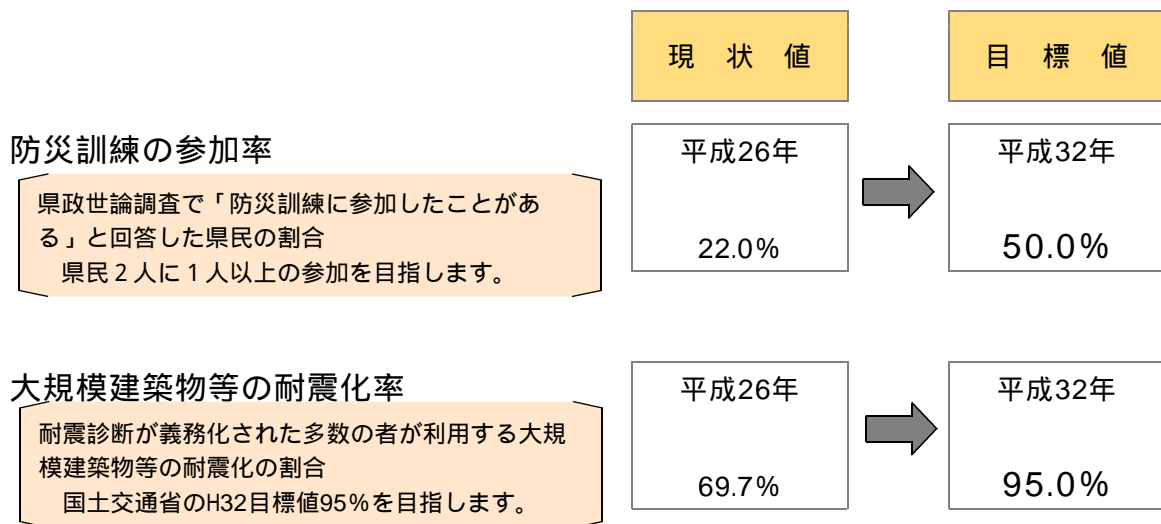 現 状 値
目 標 値
防災訓練の参加率
県政世論調査で「防災訓練に参加したことがあ
る」と回答した県民の割合
県民２人に１人以上の参加を目指します。
平成26年
22.0%
平成32年
50.0%
大規模建築物等の耐震化率
耐震診断が義務化された多数の者が利用する大規
模建築物等の耐震化の割合
国土交通省のH32目標値95%を目指します。
平成26年
69.7%
平成32年
95.0%